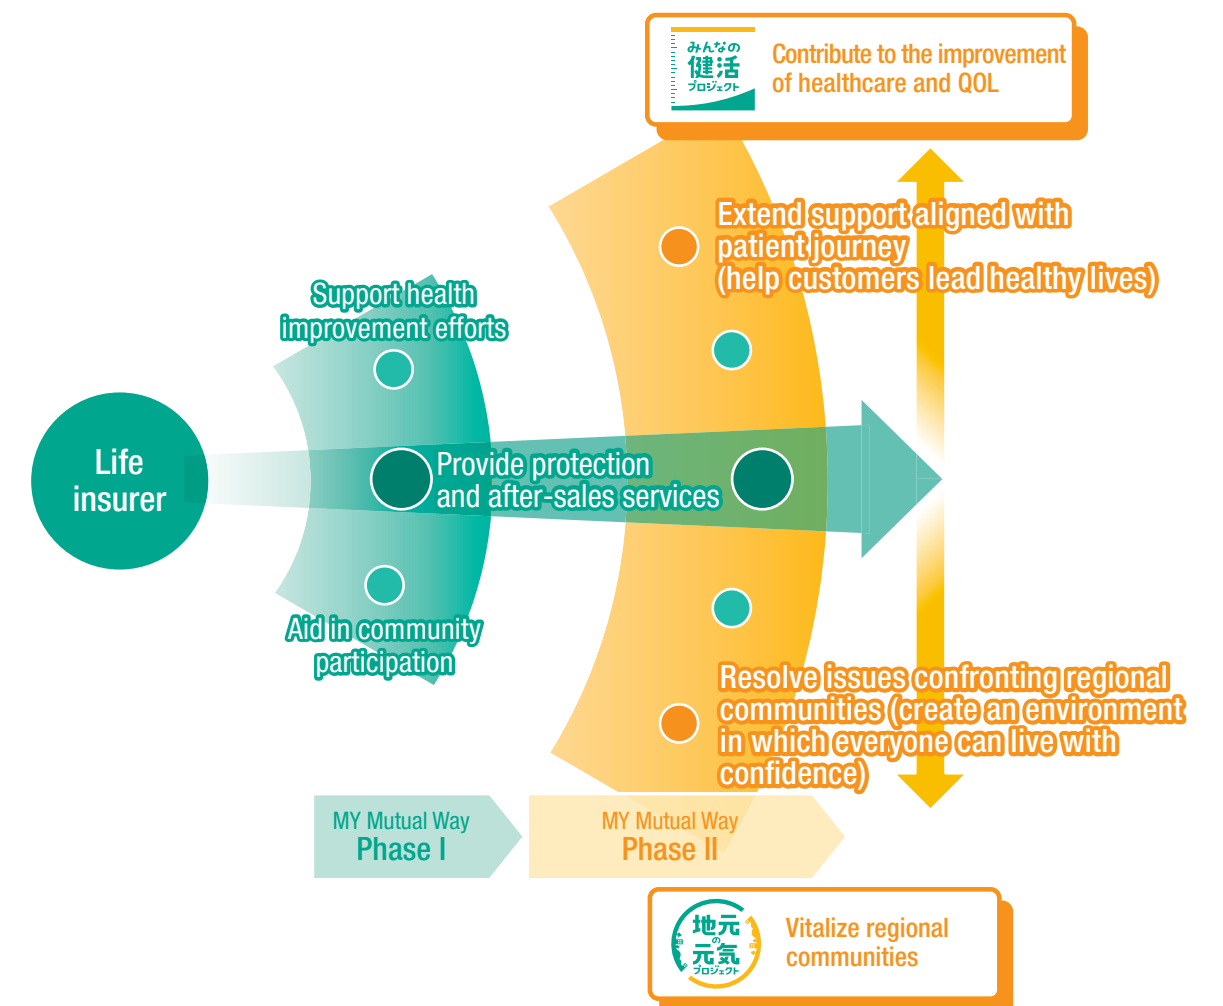 みんなの
健活
プロジェクト
Contribute to the improvement
of healthcare and QOL
Extend support aligned with
patient journey
(help customers lead healthy lives)
Support health
improvement efforts
Life
insurer
Provide protection
and after-sales services
Aid in community
participation
Resolve issues confronting regional
communities (create an environment
in which everyone can live with
confidence)
MY Mutual Way
Phase I
MY Mutual Way
Phase II
地元
の
元気
プロジェクト
Vitalize regional
communities